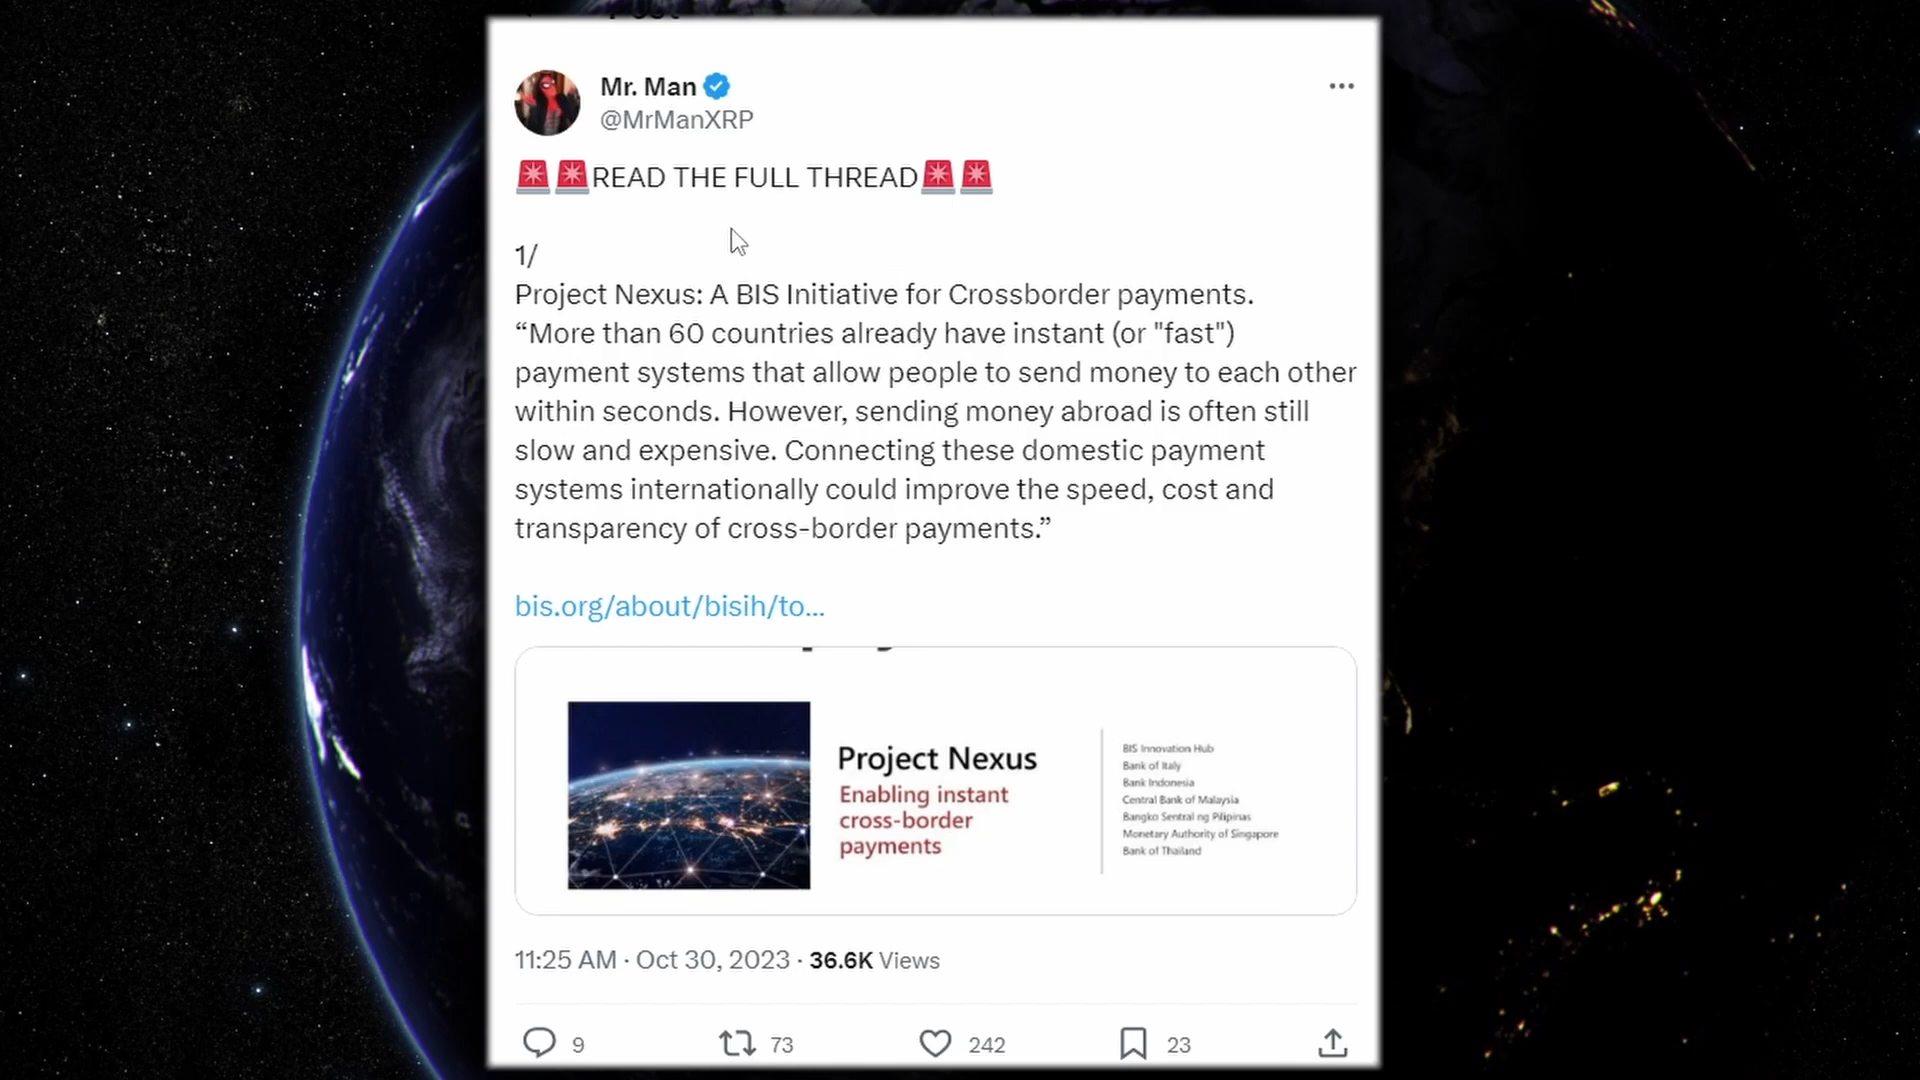 Mr. Man
@MrManXRP
🚨🚨READ THE FULL THREAD🚨🚨
1/
Project Nexus: A BIS Initiative for Crossborder payments.
“More than 60 countries already have instant (or "fast")
payment systems that allow people to send money to each other
within seconds. However, sending money abroad is often still
slow and expensive. Connecting these domestic payment
systems internationally could improve the speed, cost and
transparency of cross-border payments.”
bis.org/about/bisih/to...
Project Nexus
Enabling instant
cross-border
payments
BIS Innovation Hub
Bank of Italy
Bank Indonesia
Central Bank of Malaysia
Bangko Sentral ng Pilipinas
Monetary Authority of Singapore
Bank of Thailand
11:25 AM · Oct 30, 2023 · 36.6K Views
9 73 242 23